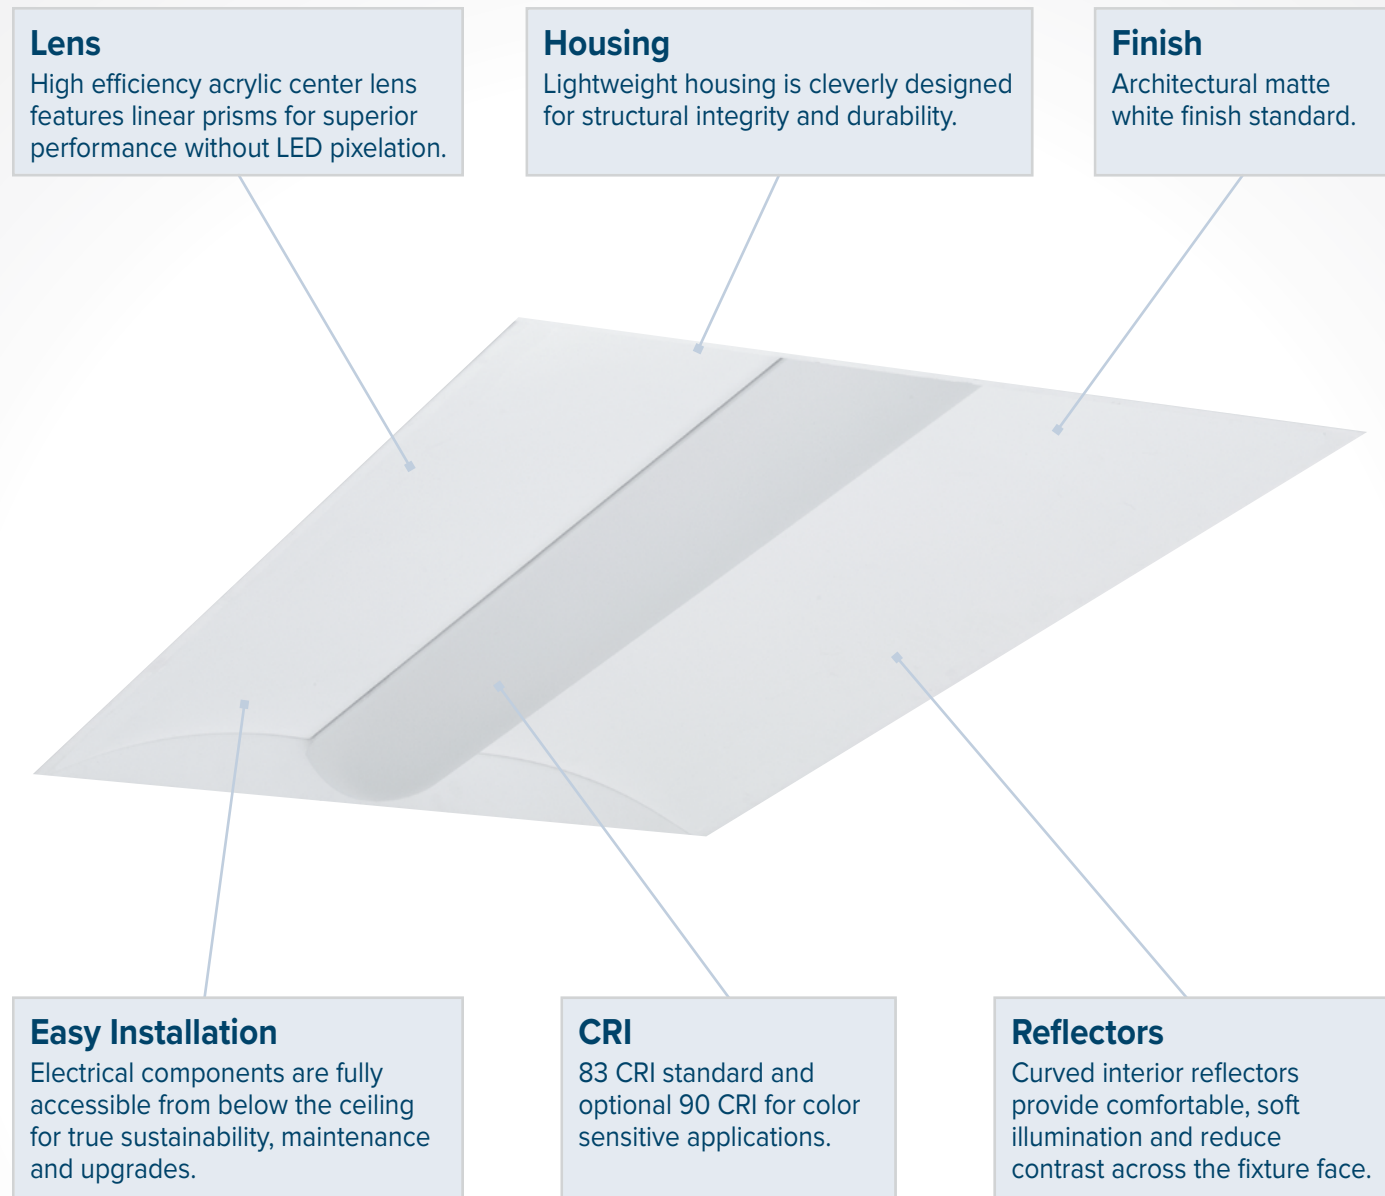 Lens
High efficiency acrylic center lens
features linear prisms for superior
performance without LED pixelation.
Housing
Lightweight housing is cleverly designed
for structural integrity and durability.
Finish
Architectural matte
white finish standard.
Easy Installation
Electrical components are fully
accessible from below the ceiling
for true sustainability, maintenance
and upgrades.
CRI
83 CRI standard and
optional 90 CRI for color
sensitive applications.
Reflectors
Curved interior reflectors
provide comfortable, soft
illumination and reduce
contrast across the fixture face.